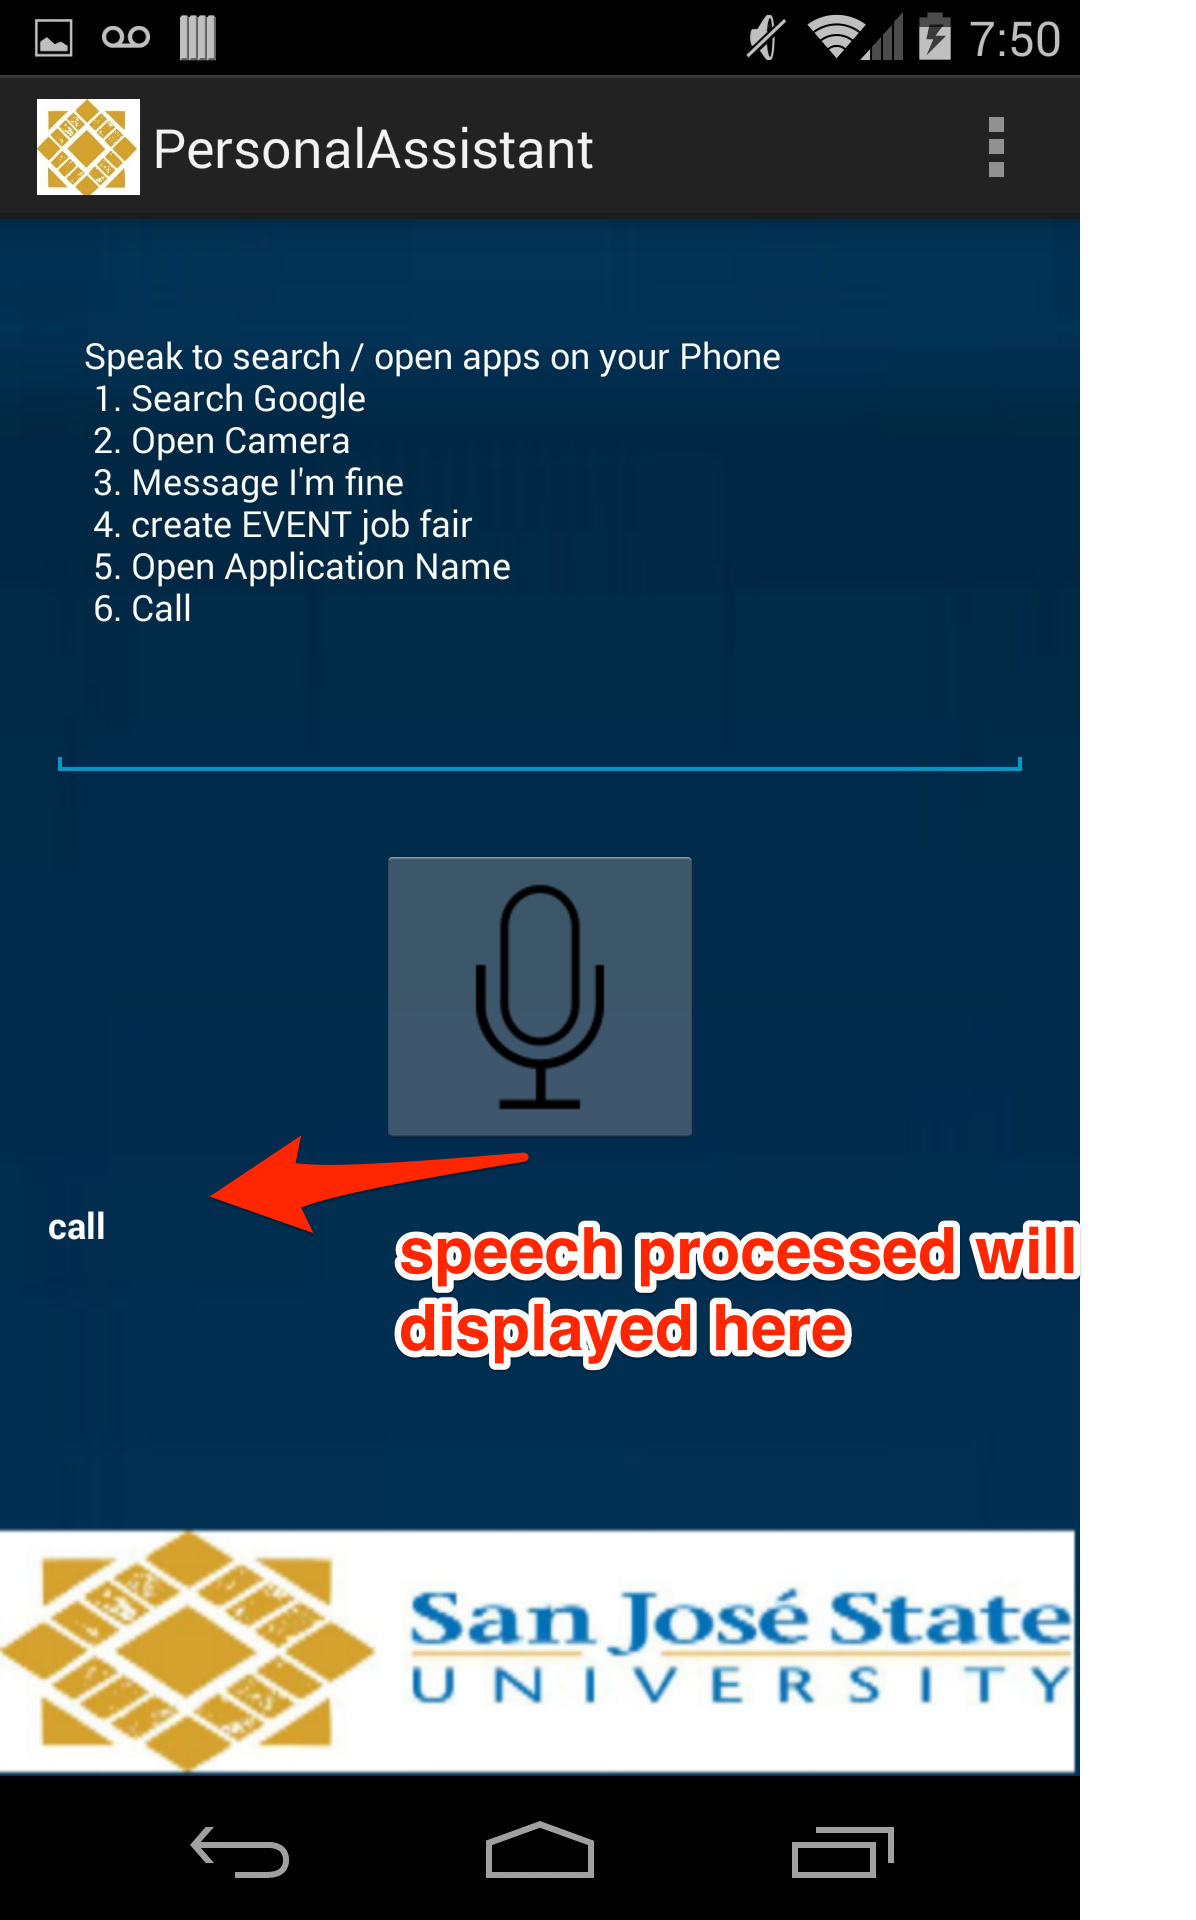 7:50
PersonalAssistant
Speak to search / open apps on your Phone
1. Search Google
2. Open Camera
3. Message I'm fine
4. create EVENT job fair
5. Open Application Name
6. Call
call
speech processed will
displayed here
San José State
UNIVERSITY